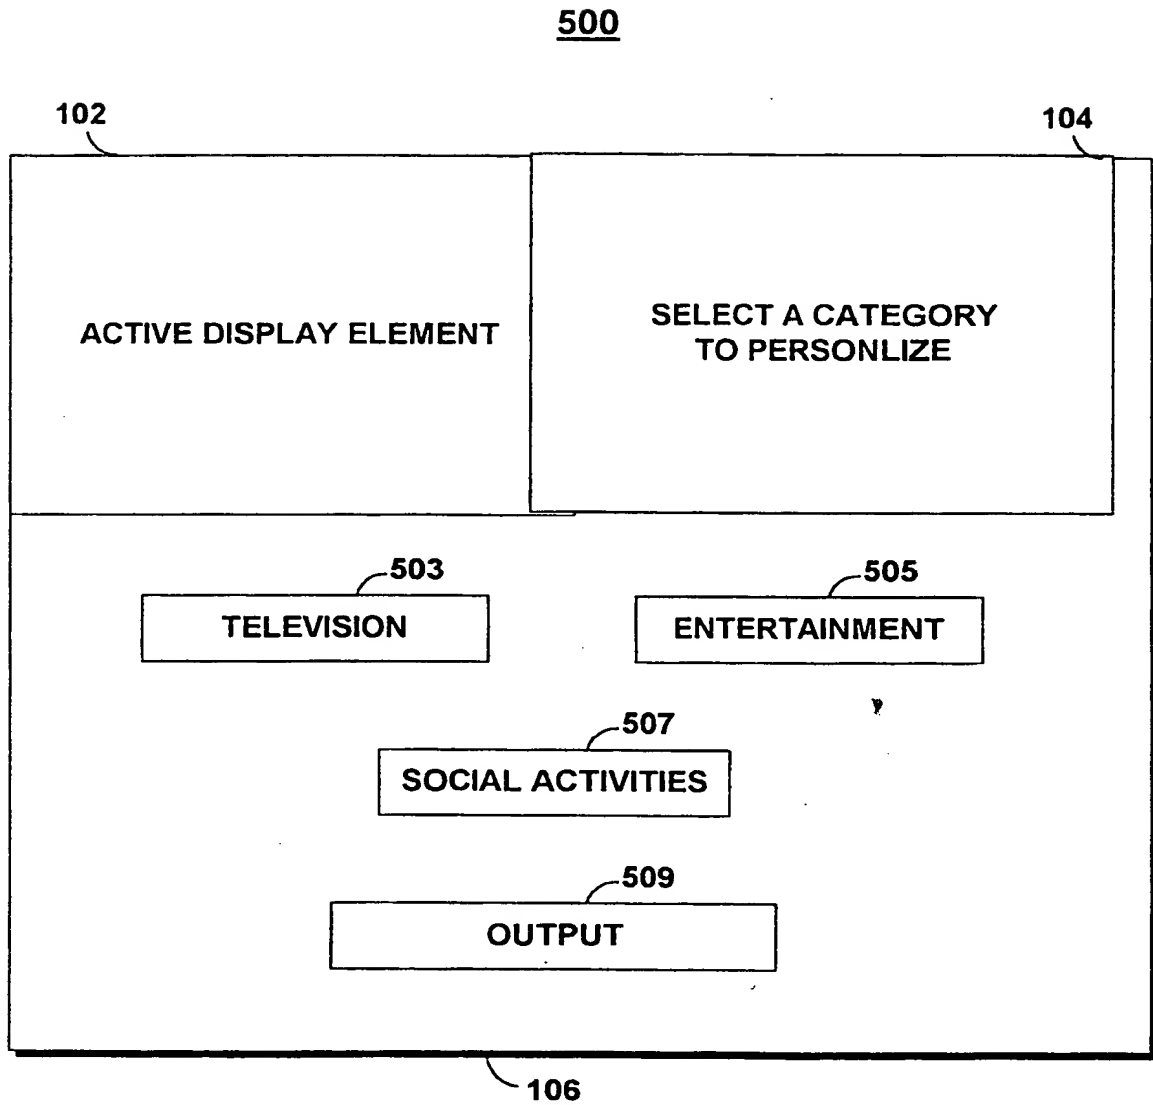 500
102
104
ACTIVE DISPLAY ELEMENT
SELECT A CATEGORY
TO PERSONLIZE
503
505
TELEVISION
ENTERTAINMENT
507
SOCIAL ACTIVITIES
509
OUTPUT
106